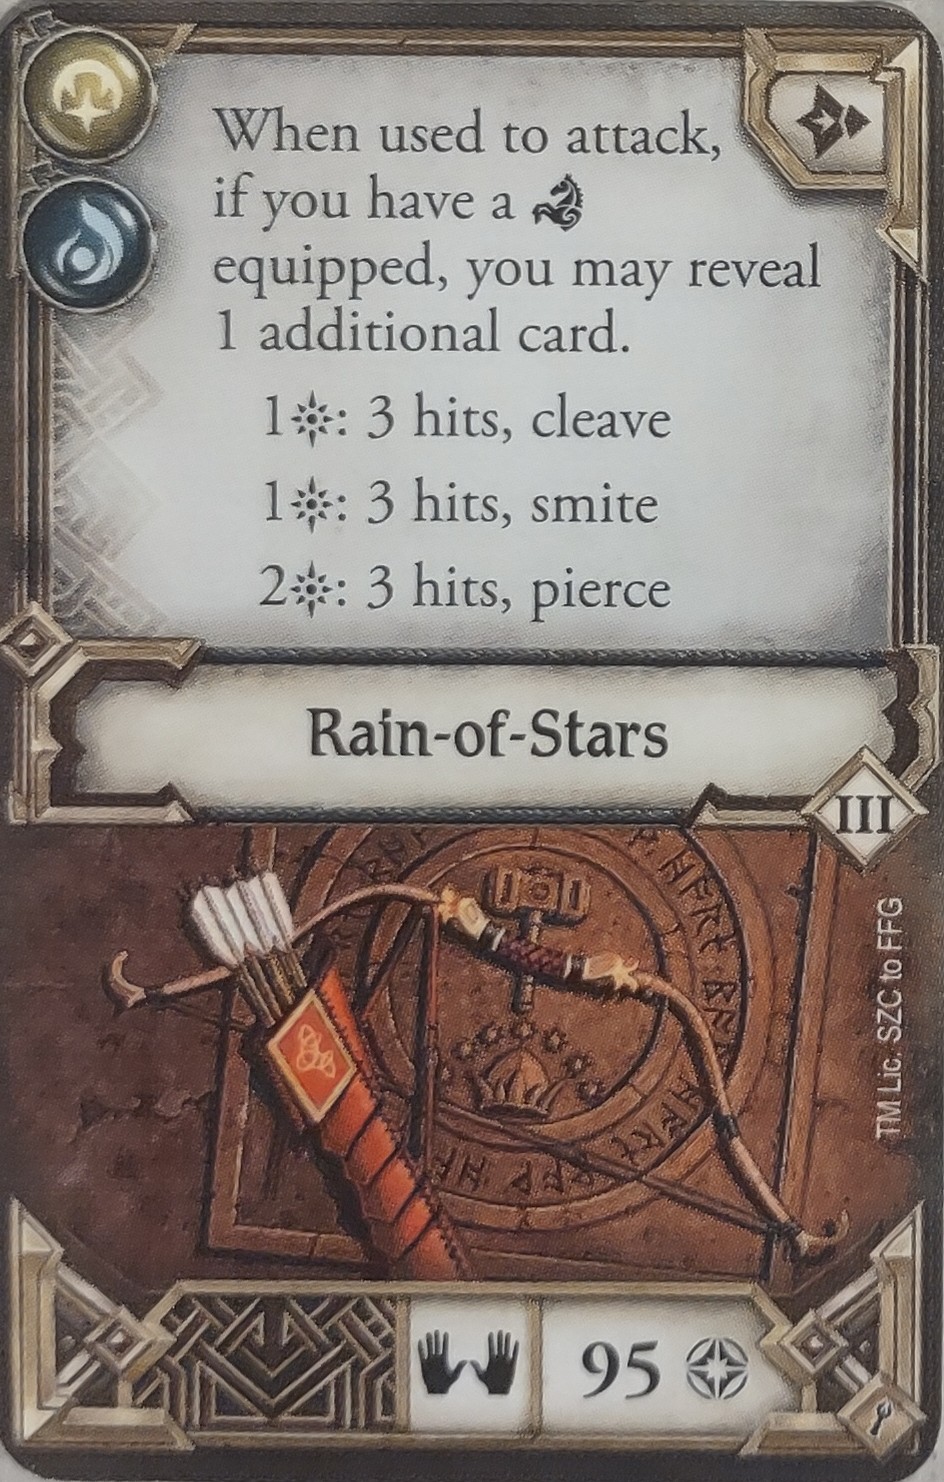 When used to attack,
if you have a
equipped, you may reveal
1 additional card.
1: 3 hits, cleave
1: 3 hits, smite
2: 3 hits, pierce
Rain-of-Stars
III
TM Lic. SZC to FFG
95